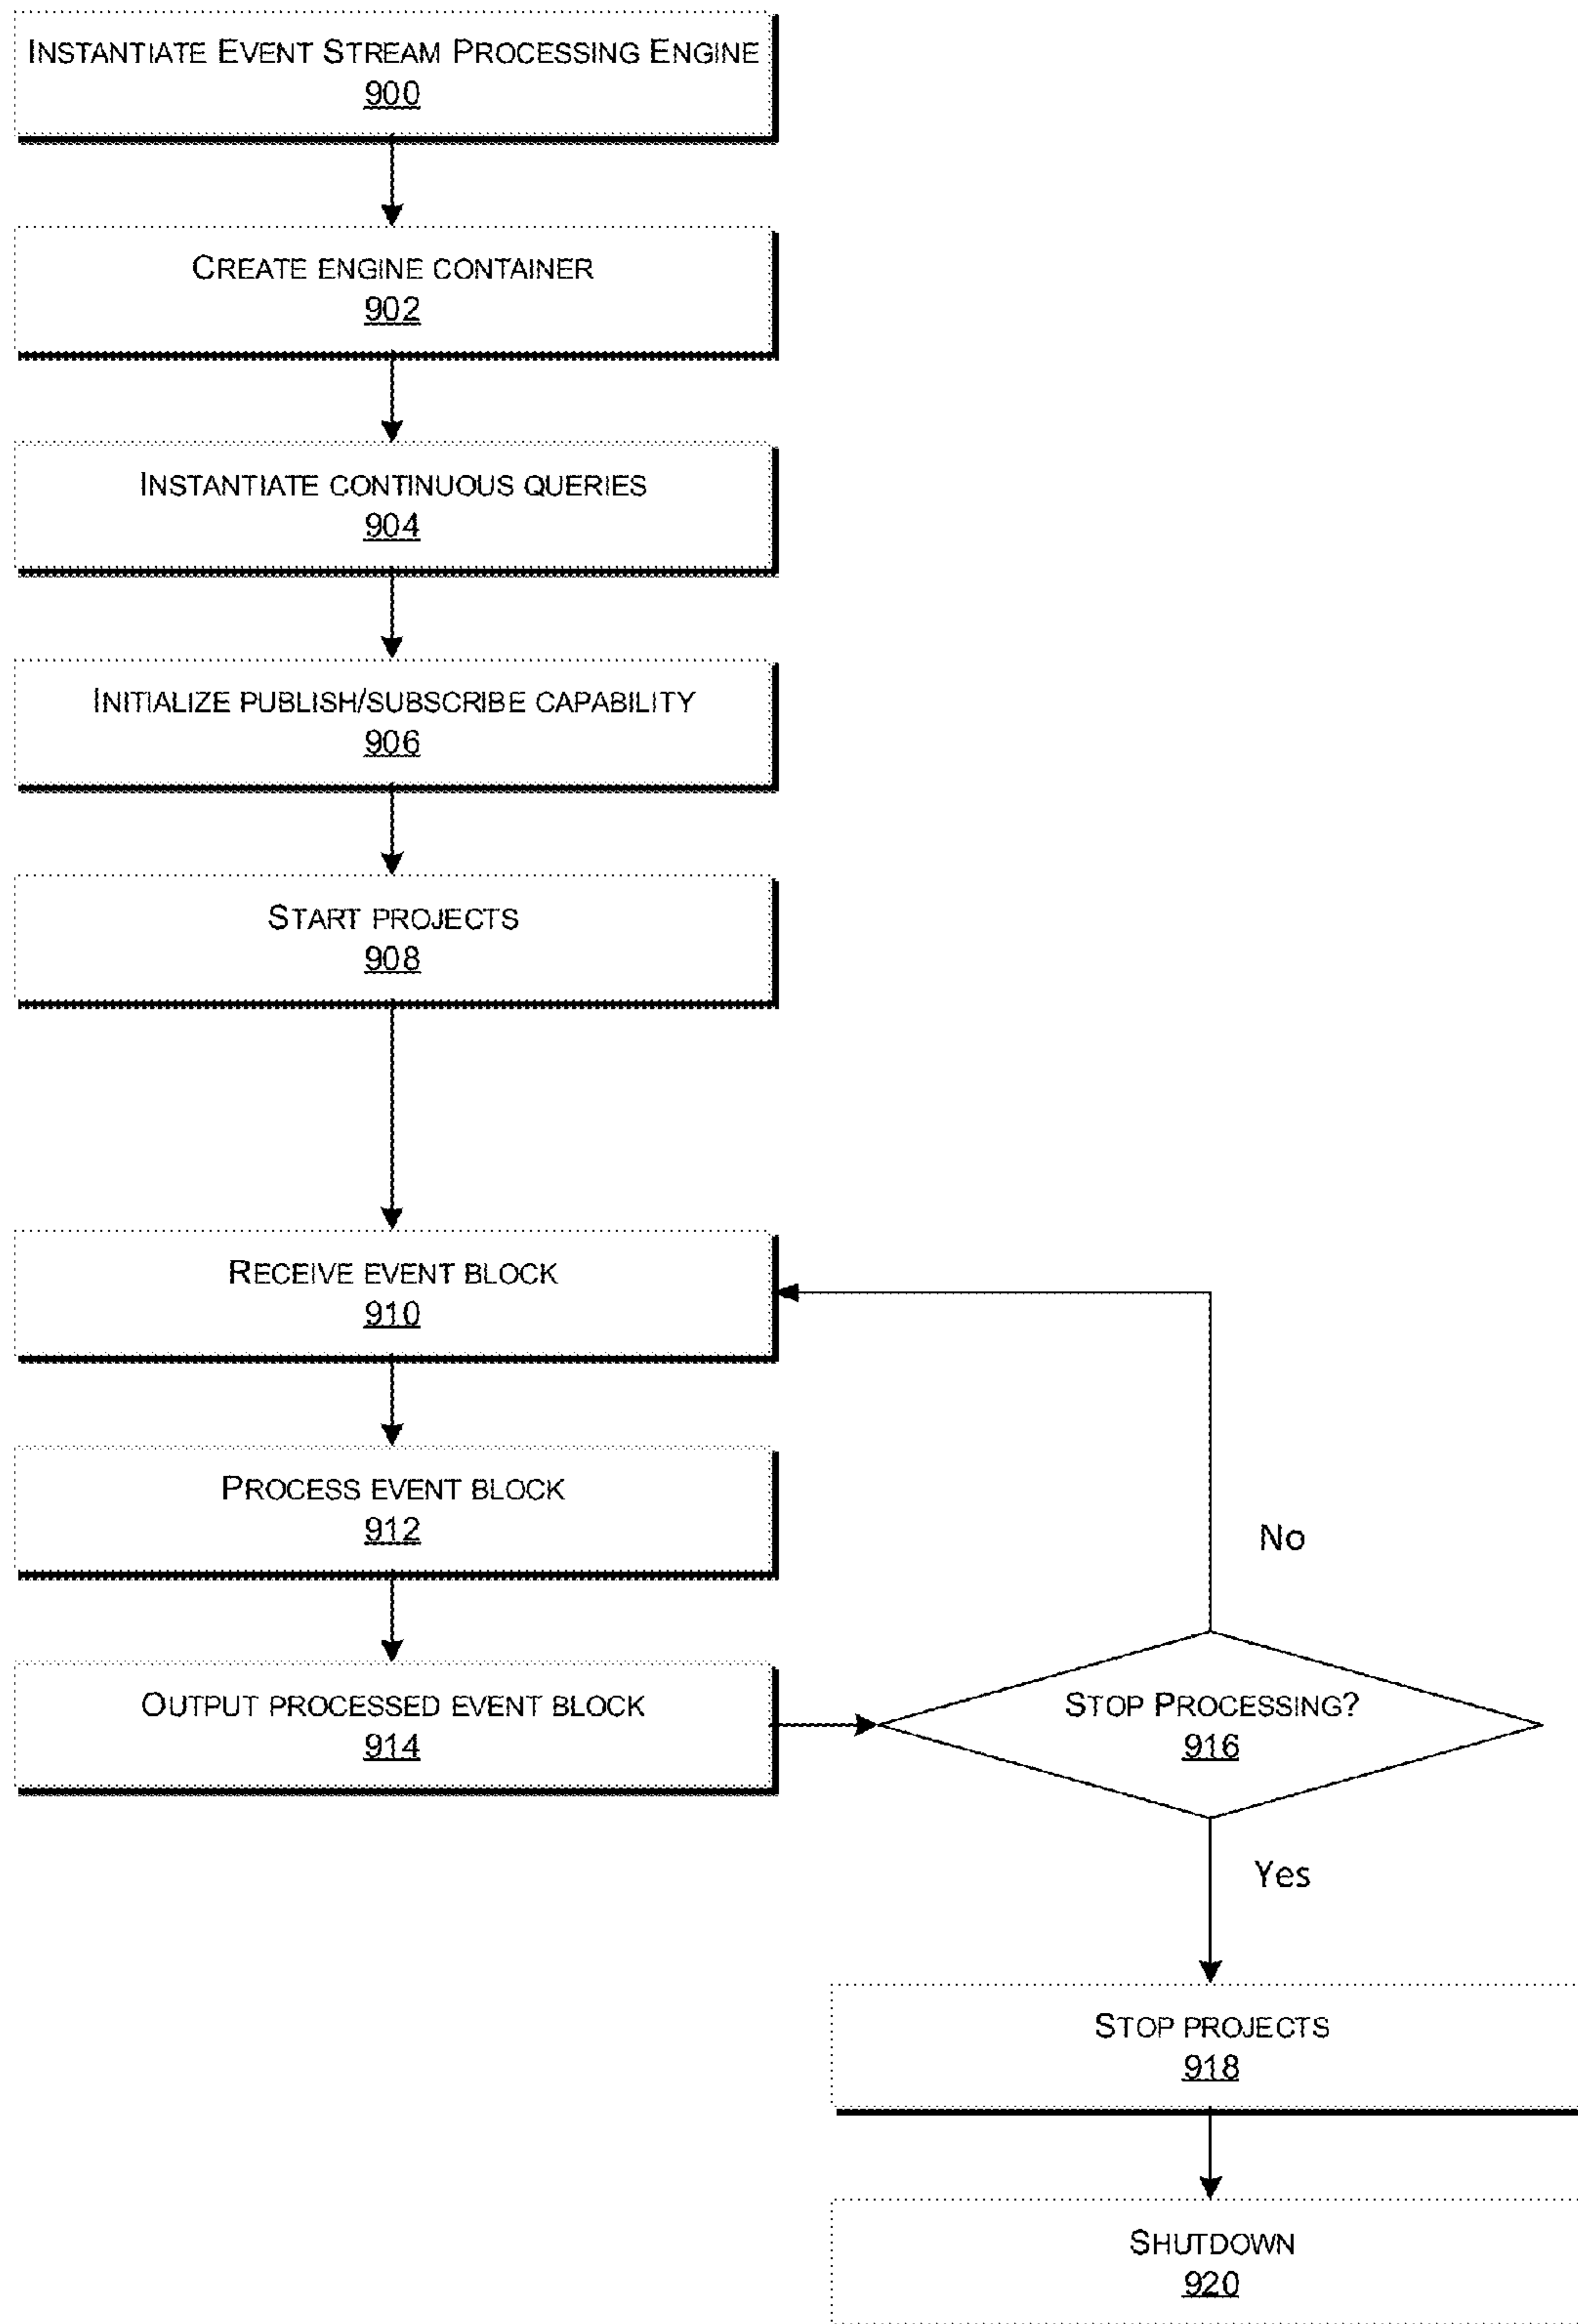 INSTANTIATE EVENT STREAM PROCESSING ENGINE
900
CREATE ENGINE CONTAINER
902
INSTANTIATE CONTINUOUS QUERIES
904
INITIALIZE PUBLISH/SUBSCRIBE CAPABILITY
906
START PROJECTS
908
RECEIVE EVENT BLOCK
910
PROCESS EVENT BLOCK
912
No
OUTPUT PROCESSED EVENT BLOCK
914
STOP PROCESSING?
916
Yes
STOP PROJECTS
918
SHUTDOWN
920